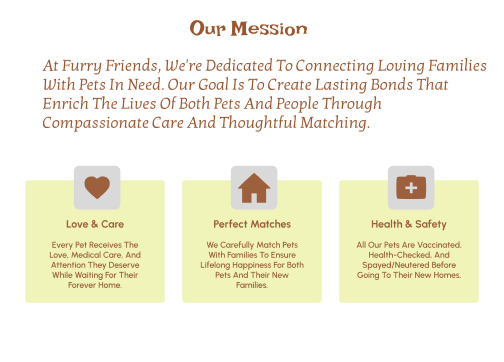 Our Mession
At Furry Friends, We're Dedicated To Connecting Loving Families
With Pets In Need. Our Goal Is To Create Lasting Bonds That
Enrich The Lives Of Both Pets And People Through
Compassionate Care And Thoughtful Matching.
Love & Care
Every Pet Receives The
Love, Medical Care, And
Attention They Deserve
While Waiting For Their
Forever Home.
Perfect Matches
We Carefully Match Pets
With Families To Ensure
Lifelong Happiness For Both
Pets And Their New
Families.
Health & Safety
All Our Pets Are Vaccinated,
Health-Checked, And
Spayed/Neutered Before
Going To Their New Homes.